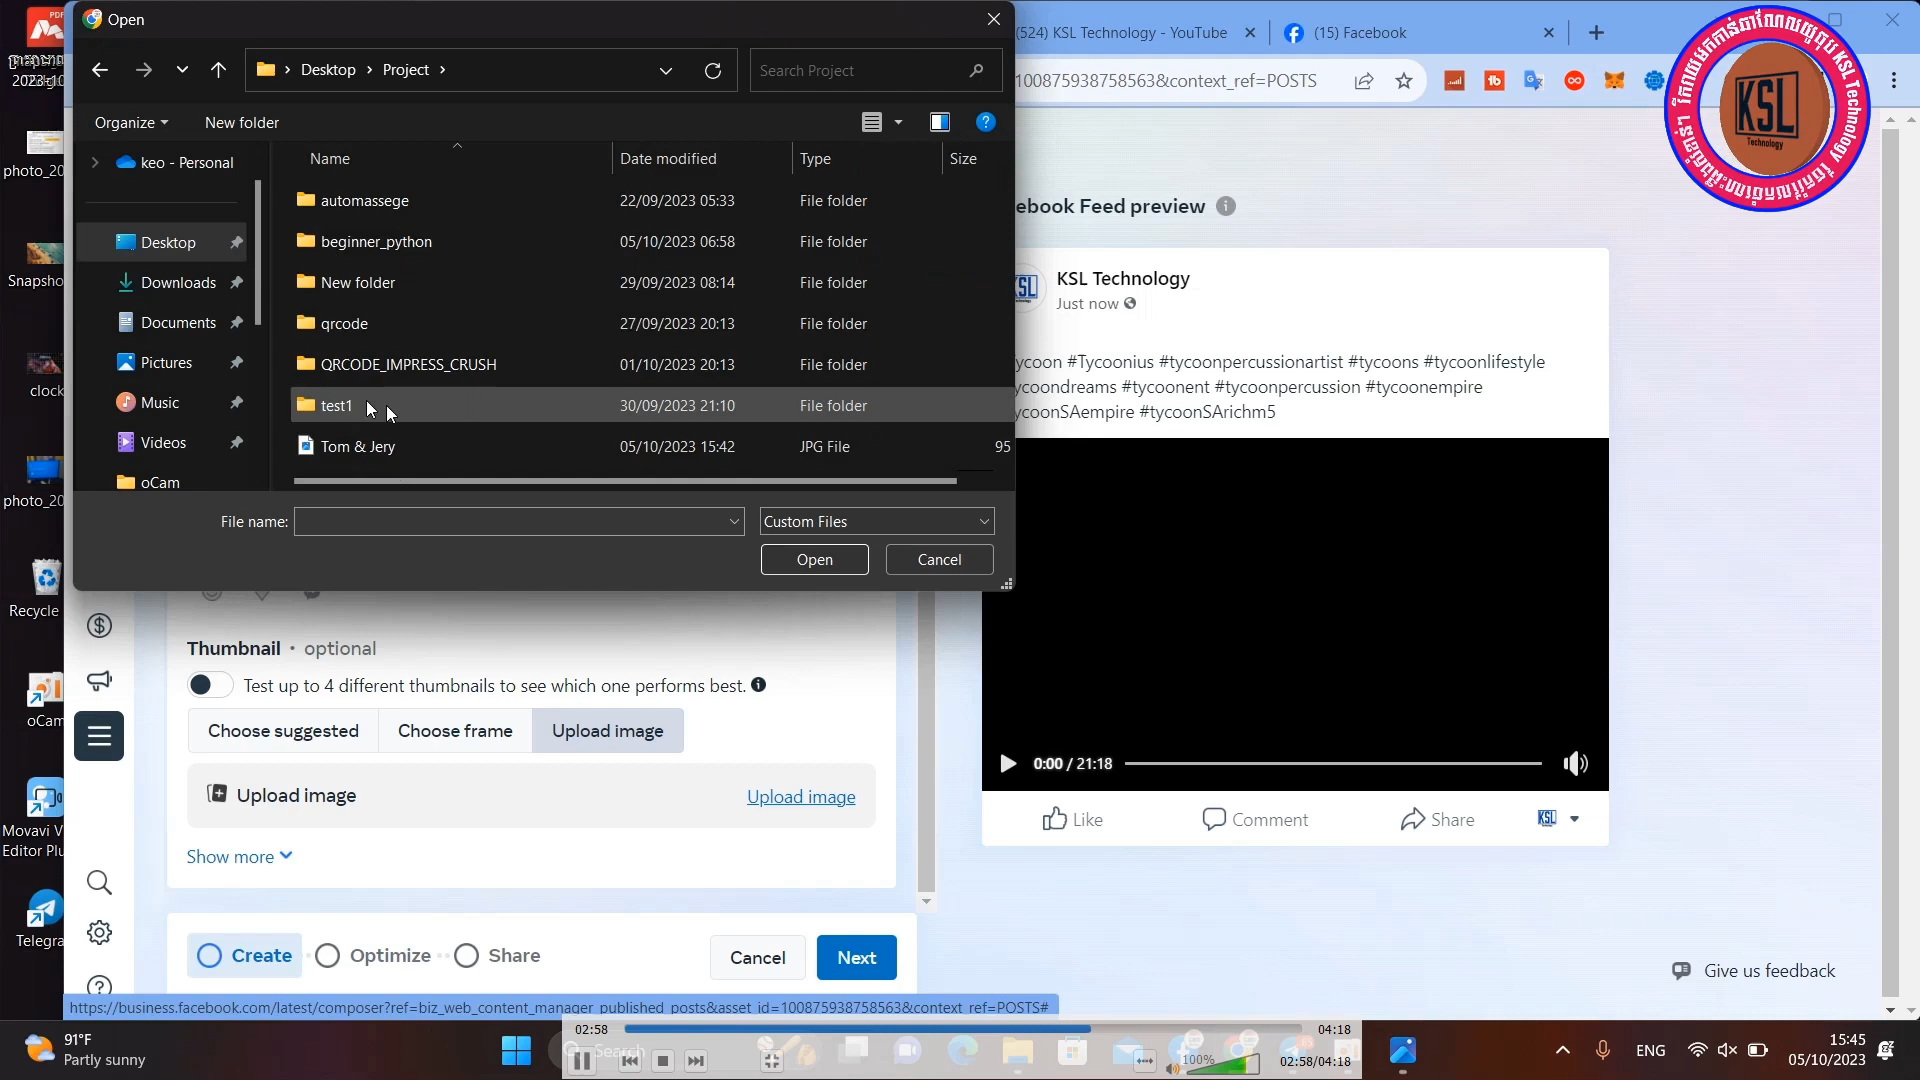 Open
(524) KSL Technology - YouTube
(15) Facebook
Desktop
Project
Search Project
100875938758563&context_ref=POSTS
Organize
New folder
keo - Personal
Desktop
Downloads
Documents
Pictures
Music
Videos
oCam
Name
Date modified
Type
Size
automassege
22/09/2023 05:33
File folder
beginner_python
05/10/2023 06:58
File folder
New folder
29/09/2023 08:14
File folder
qrcode
27/09/2023 20:13
File folder
QRCODE_IMPRESS_CRUSH
01/10/2023 20:13
File folder
test1
30/09/2023 21:10
File folder
Tom & Jery
05/10/2023 15:42
JPG File
95
File name:
Custom Files
Open
Cancel
PDF
2023-10
photo_20
Snapsho
clock
photo_20
Recycle
oCam
Movavi V
Editor Plu
Telegra
KSL
Technology
KSL Technology
ebook Feed preview
KSL Technology
Just now
ycoon #Tycoonius #tycoonpercussionartist #tycoons #tycoonlifestyle
ycoondreams #tycoonent #tycoonpercussion #tycoonempire
ycoonSAempire #tycoonSArichm5
0:00 / 21:18
Like
Comment
Share
KSL
Thumbnail · optional
Test up to 4 different thumbnails to see which one performs best.
Choose suggested
Choose frame
Upload image
Upload image
Upload image
Show more
Create
Optimize
Share
Cancel
Next
Give us feedback
https://business.facebook.com/latest/composer?ref=biz_web_content_manager_published_posts&asset_id=100875938758563&context_ref=POSTS#
91°F
Partly sunny
02:58
04:18
Search
100%
02:58/04:18
ENG
15:45
05/10/2023